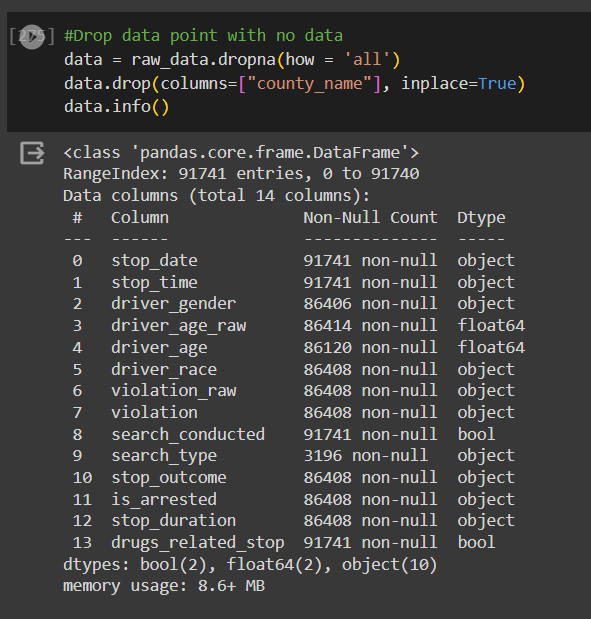 #Drop data point with no data
data = raw_data.dropna(how = 'all')
data.drop(columns=["county_name"], inplace=True)
data.info()
<class 'pandas.core.frame.DataFrame'>
RangeIndex: 91741 entries, 0 to 91740
Data columns (total 14 columns):
 #   Column              Non-Null Count  Dtype
---  ------              --------------  -----
 0   stop_date           91741 non-null  object
 1   stop_time           91741 non-null  object
 2   driver_gender       86406 non-null  object
 3   driver_age_raw      86414 non-null  float64
 4   driver_age          86120 non-null  float64
 5   driver_race         86408 non-null  object
 6   violation_raw       86408 non-null  object
 7   violation           86408 non-null  object
 8   search_conducted    91741 non-null  bool
 9   search_type         3196 non-null   object
 10  stop_outcome        86408 non-null  object
 11  is_arrested         86408 non-null  object
 12  stop_duration       86408 non-null  object
 13  drugs_related_stop  91741 non-null  bool
dtypes: bool(2), float64(2), object(10)
memory usage: 8.6+ MB